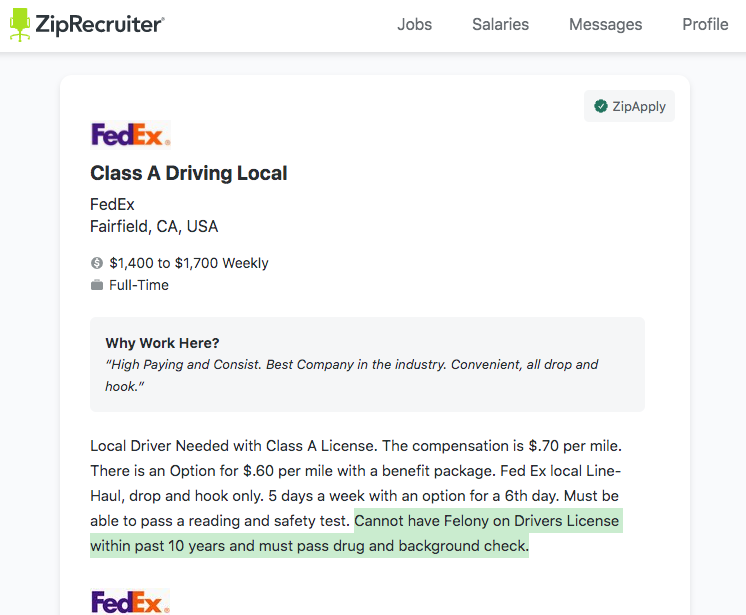 ZipRecruiter®
Jobs Salaries Messages Profile
ZipApply
FedEx®
Class A Driving Local
FedEx
Fairfield, CA, USA
$1,400 to $1,700 Weekly
Full-Time
Why Work Here?
“High Paying and Consist. Best Company in the industry. Convenient, all drop and
hook.”
Local Driver Needed with Class A License. The compensation is $.70 per mile.
There is an Option for $.60 per mile with a benefit package. Fed Ex local Line-
Haul, drop and hook only. 5 days a week with an option for a 6th day. Must be
able to pass a reading and safety test. Cannot have Felony on Drivers License
within past 10 years and must pass drug and background check.
FedEx®